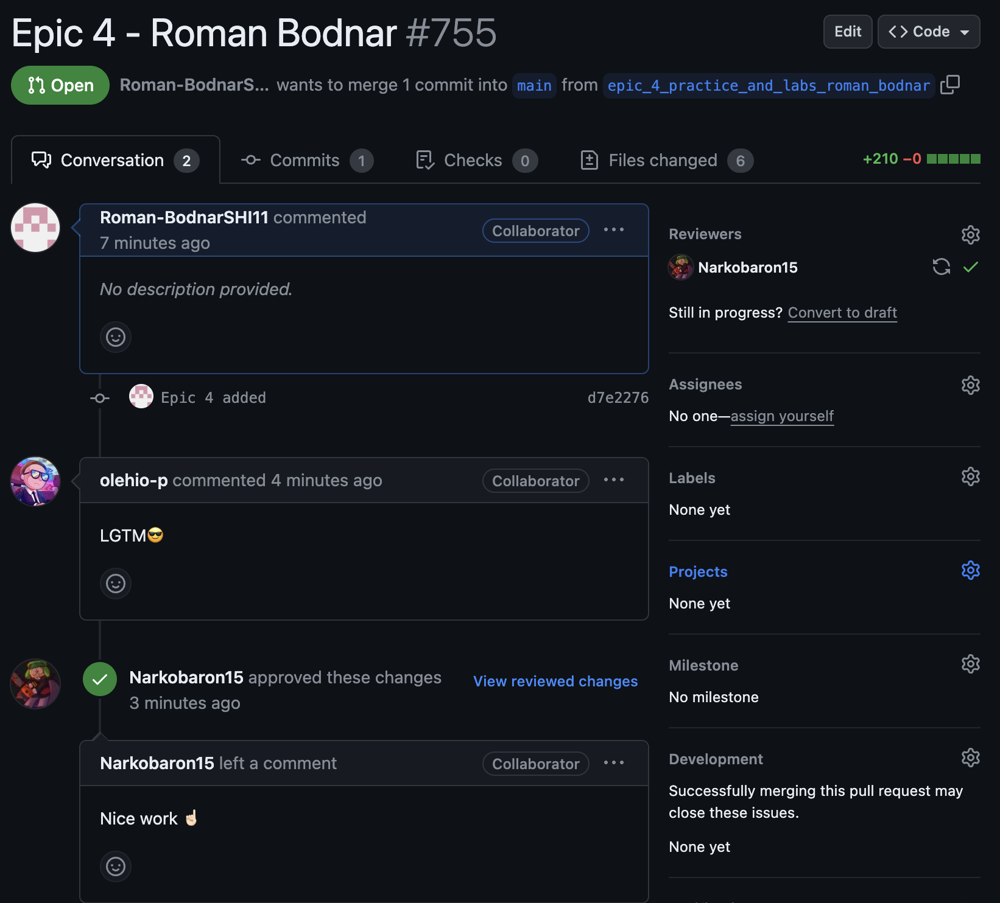 Epic 4 - Roman Bodnar #755
Edit
Code
Open
Roman-BodnarS... wants to merge 1 commit into main from epic_4_practice_and_labs_roman_bodnar
Conversation 2
Commits 1
Checks 0
Files changed 6
+210 −0
Roman-BodnarSHI11 commented
7 minutes ago
Collaborator
No description provided.
Epic 4 added
d7e2276
olehio-p commented 4 minutes ago
Collaborator
LGTM😎
Narkobaron15 approved these changes
3 minutes ago
View reviewed changes
Narkobaron15 left a comment
Collaborator
Nice work ☝🏻
Reviewers
Narkobaron15
Still in progress? Convert to draft
Assignees
No one—assign yourself
Labels
None yet
Projects
None yet
Milestone
No milestone
Development
Successfully merging this pull request may
close these issues.
None yet